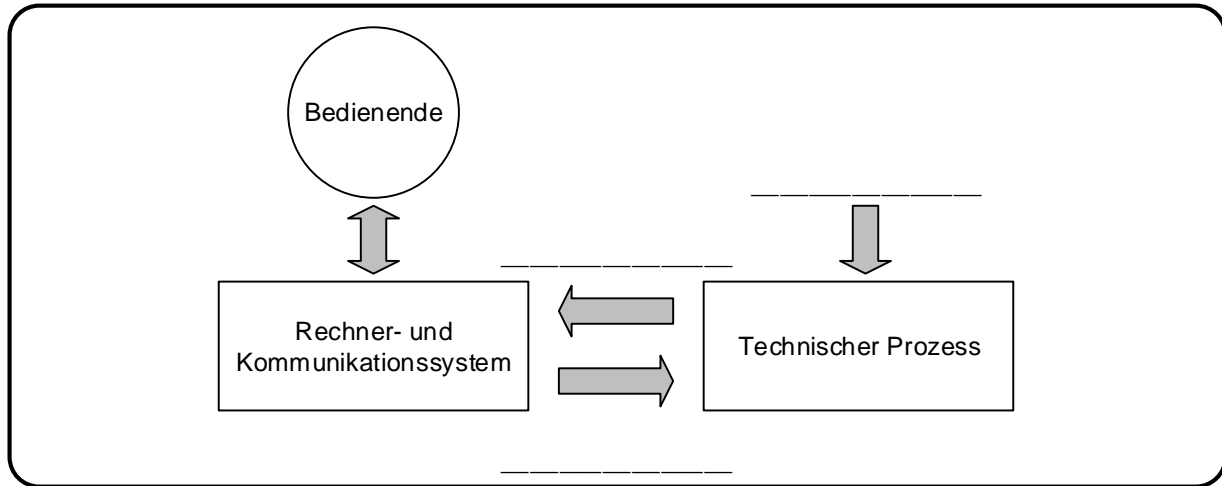 Bedienende
Rechner- und
Kommunikationssystem
Technischer Prozess